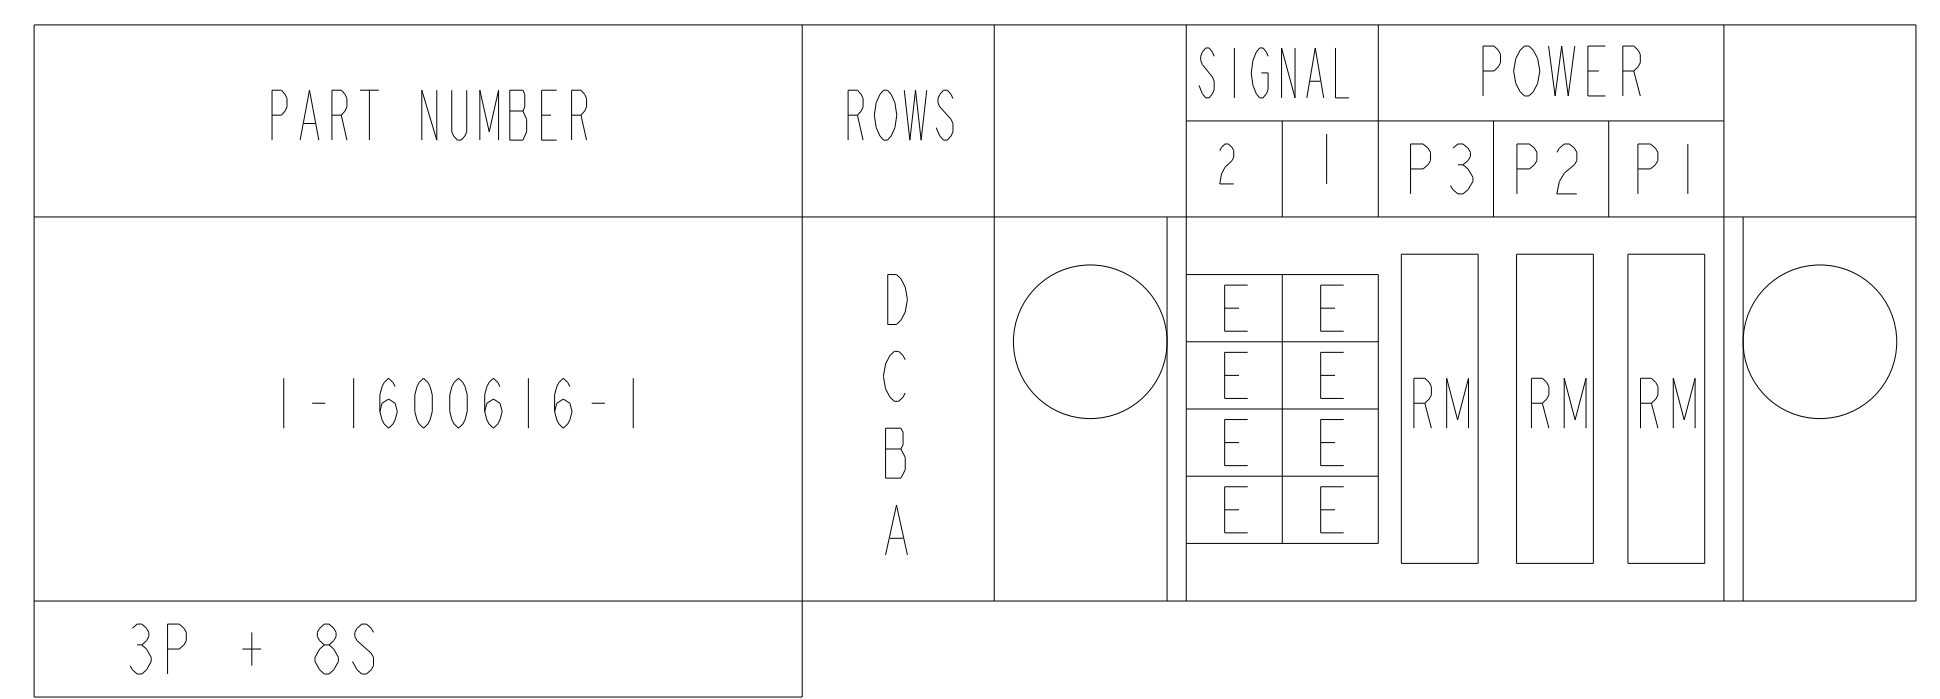 PART NUMBER ROWS SIGNAL POWER
2 1 P3 P2 P1
D E E
C E E
1-1600616-1 RM RM RM
B E E
A E E
3P + 8S